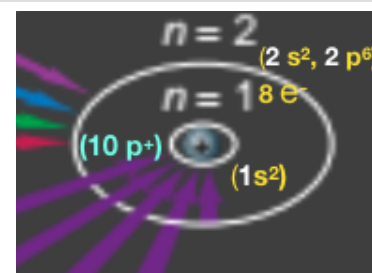 n = 2
(2 s², 2 p⁶
n = 1 8 e⁻
(10 p+)
+
(1s²)